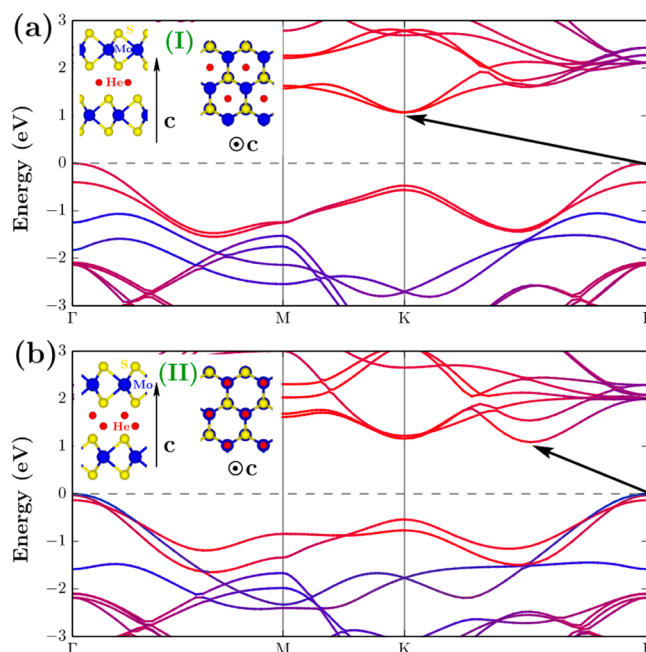 (a)
Energy (eV)
3
2
1
0
−1
−2
−3
S
Mo
He
(I)
c
c
Γ
M
K
(b)
Energy (eV)
3
2
1
0
−1
−2
−3
S
Mo
He
(II)
c
c
Γ
M
K